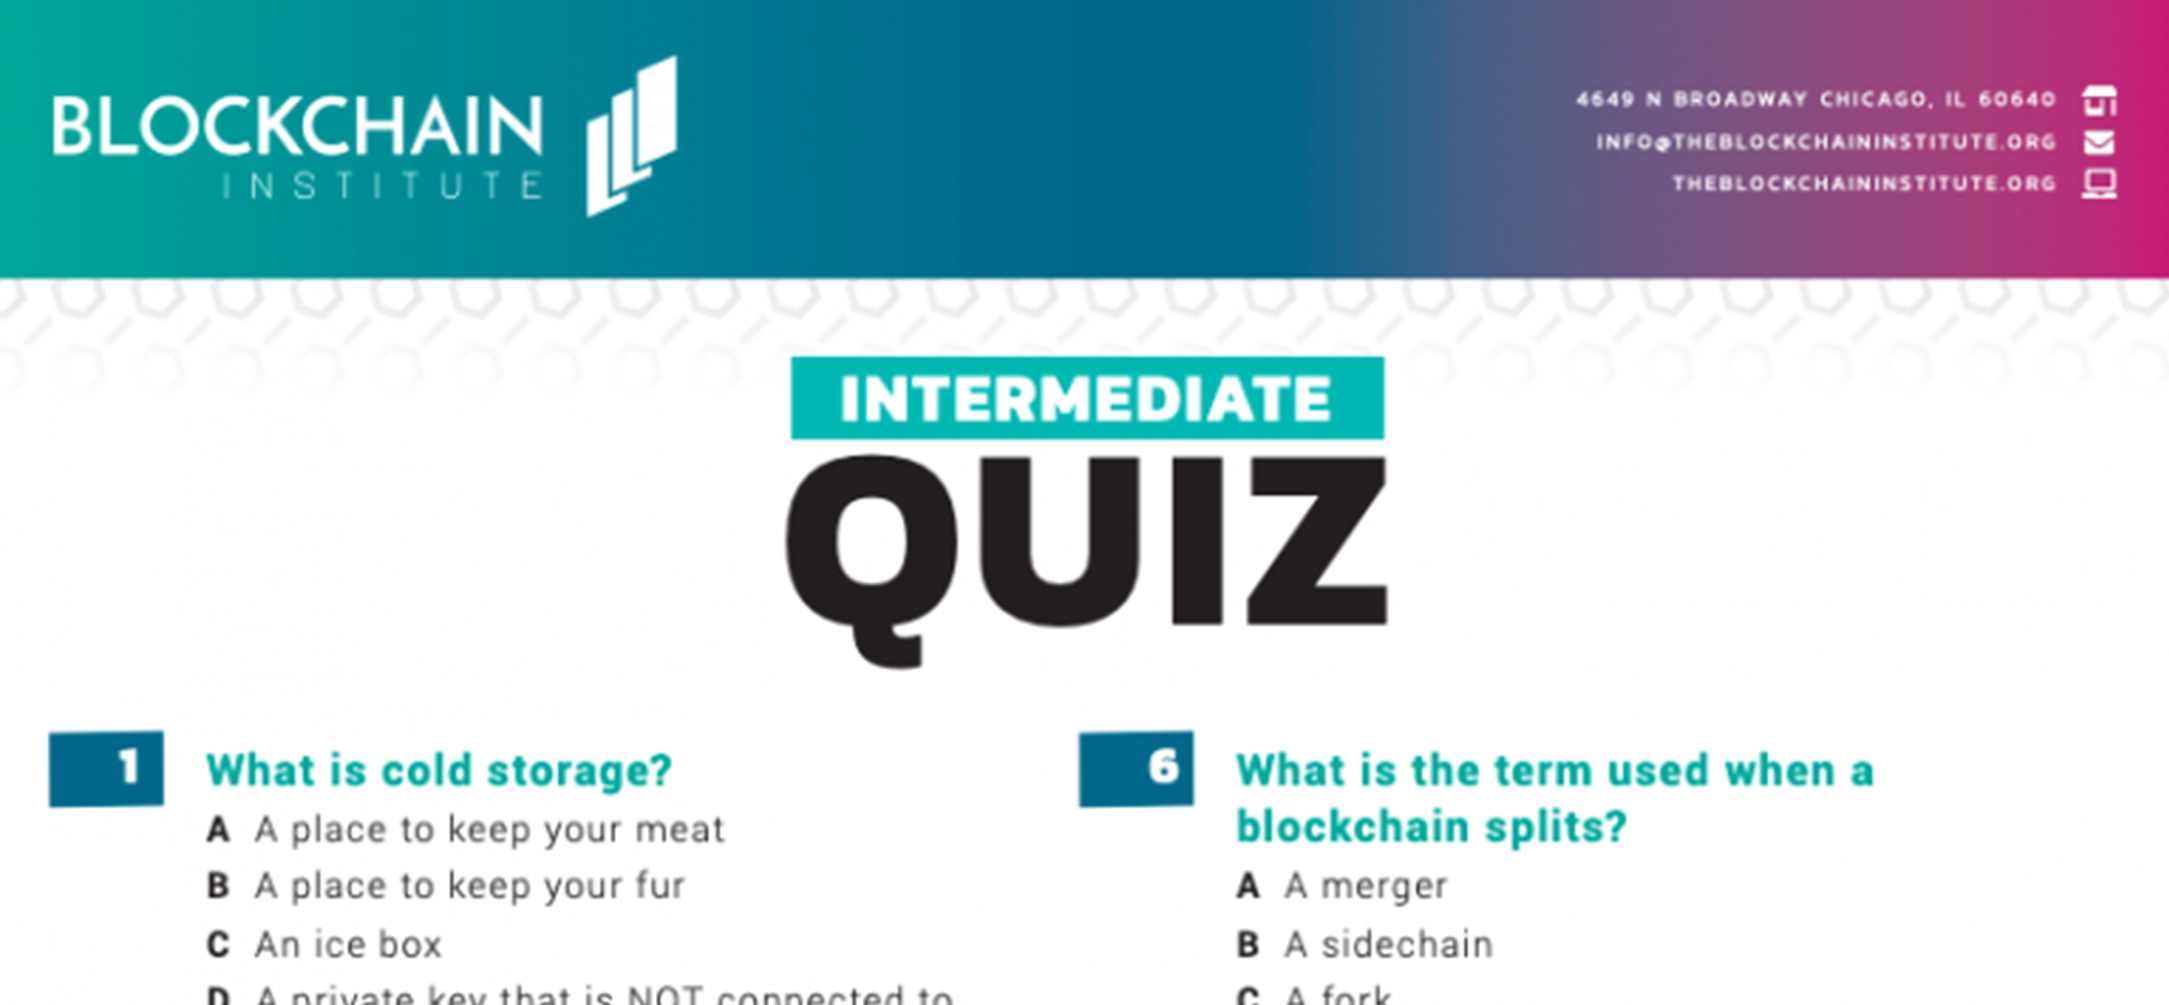 BLOCKCHAIN
INSTITUTE
4649 N BROADWAY CHICAGO, IL 60640
INFO@THEBLOCKCHAININSTITUTE.ORG
THEBLOCKCHAININSTITUTE.ORG
INTERMEDIATE
QUIZ
1 What is cold storage?
A A place to keep your meat
B A place to keep your fur
C An ice box
D A private key that is NOT connected to
6 What is the term used when a
blockchain splits?
A A merger
B A sidechain
C A fork